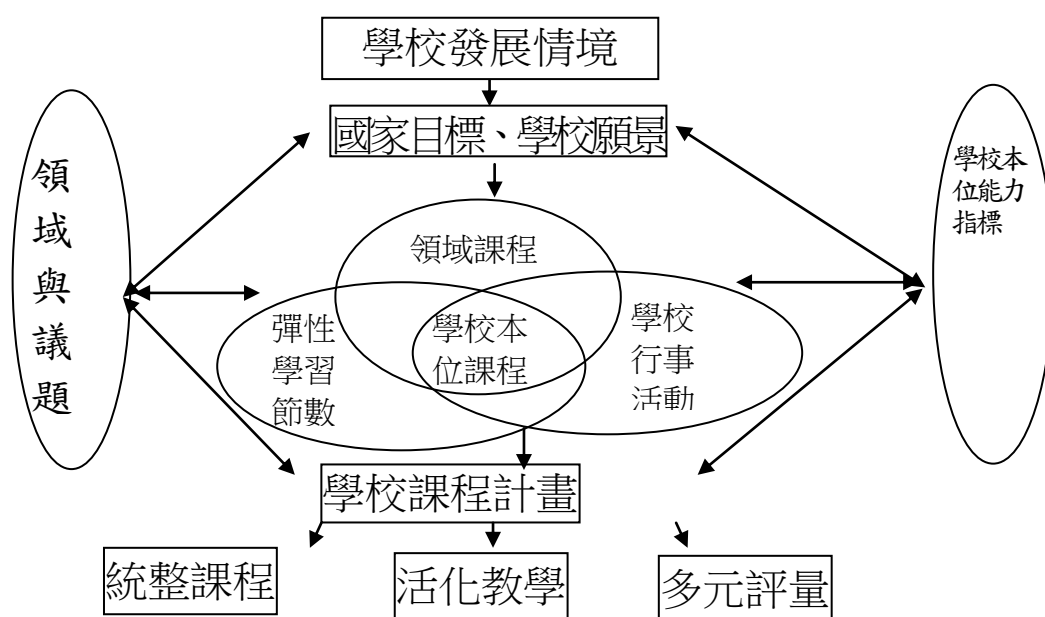 學校發展情境
國家目標、學校願景
領
域
與
議
題
學校本
位能力
指標
領域課程
彈性
學習
節數
學校本
位課程
學校
行事
活動
學校課程計畫
統整課程
活化教學
多元評量